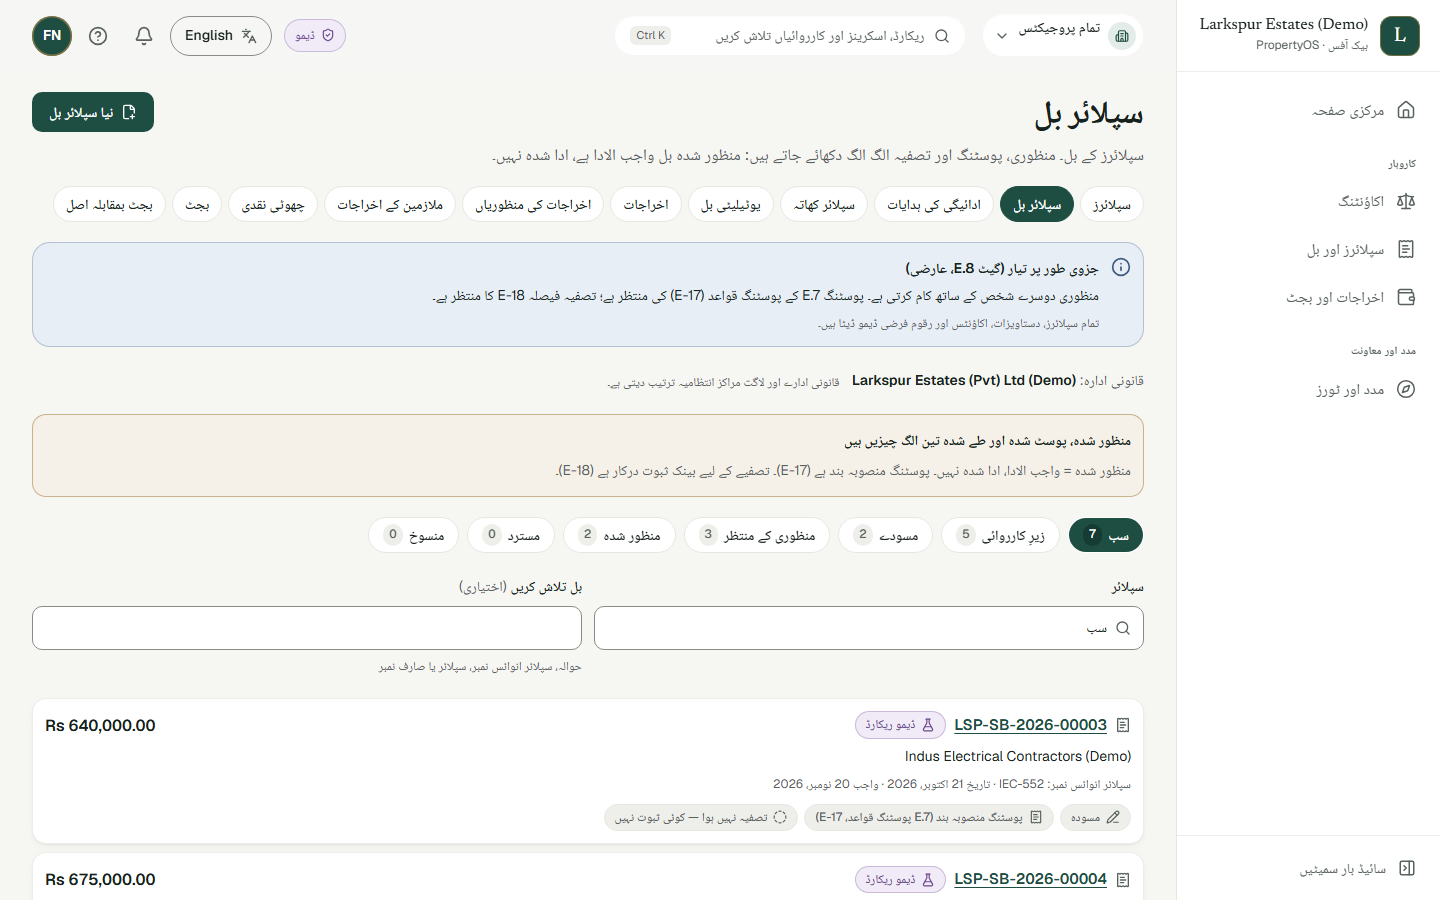 Larkspur Estates (Demo)
بیک آفس · PropertyOS
L
تمام پروجیکٹس
ریکارڈ، اسکرینز اور کارروائیاں تلاش کریں
Ctrl K
ڈیمو
English
FN
مرکزی صفحہ
کاروبار
اکاؤنٹنگ
سپلائرز اور بل
اخراجات اور بجٹ
مدد اور معاونت
مدد اور ٹورز
سائیڈ بار سمیٹیں
سپلائر بل
نیا سپلائر بل
سپلائرز کے بل۔ منظوری، پوسٹنگ اور تصفیہ الگ الگ دکھائے جاتے ہیں: منظور شدہ بل واجب الادا ہے، ادا شدہ نہیں۔
سپلائرز
سپلائر بل
ادائیگی کی ہدایات
سپلائر کھاتہ
یوٹیلیٹی بل
اخراجات
اخراجات کی منظوریاں
ملازمین کے اخراجات
چھوٹی نقدی
بجٹ
بجٹ بمقابلہ اصل
جزوی طور پر تیار (گیٹ E.8، عارضی)
منظوری دوسرے شخص کے ساتھ کام کرتی ہے۔ پوسٹنگ E.7 کے پوسٹنگ قواعد (E-17) کی منتظر ہے؛ تصفیہ فیصلہ E-18 کا منتظر ہے۔
تمام سپلائرز، دستاویزات، اکاؤنٹس اور رقوم فرضی ڈیمو ڈیٹا ہیں۔
قانونی ادارہ: Larkspur Estates (Pvt) Ltd (Demo) قانونی ادارے اور لاگت مراکز انتظامیہ ترتیب دیتی ہے۔
منظور شدہ، پوسٹ شدہ اور طے شدہ تین الگ چیزیں ہیں
منظور شدہ = واجب الادا، ادا شدہ نہیں۔ پوسٹنگ منصوبہ بند ہے (E-17)۔ تصفیے کے لیے بینک ثبوت درکار ہے (E-18)۔
سب 7
زیرِ کارروائی 5
مسودے 2
منظوری کے منتظر 3
منظور شدہ 2
مسترد 0
منسوخ 0
سپلائر
سب
بل تلاش کریں (اختیاری)
حوالہ، سپلائر انوائس نمبر، سپلائر یا صارف نمبر
LSP-SB-2026-00003 ڈیمو ریکارڈ
Rs 640,000.00
Indus Electrical Contractors (Demo)
سپلائر انوائس نمبر: IEC-552 · تاریخ 21 اکتوبر، 2026 · واجب 20 نومبر، 2026
مسودہ
پوسٹنگ منصوبہ بند (E.7 پوسٹنگ قواعد، E-17)
تصفیہ نہیں ہوا — کوئی ثبوت نہیں
LSP-SB-2026-00004 ڈیمو ریکارڈ
Rs 675,000.00